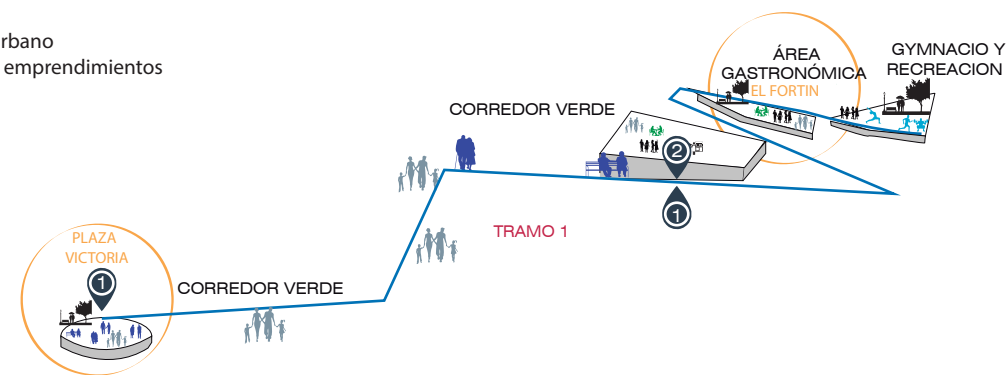 rbano
emprendimientos
ÁREA
GASTRONÓMICA
EL FORTIN
GYMNACIO Y
RECREACION
CORREDOR VERDE
2
1
TRAMO 1
PLAZA
VICTORIA
1
CORREDOR VERDE